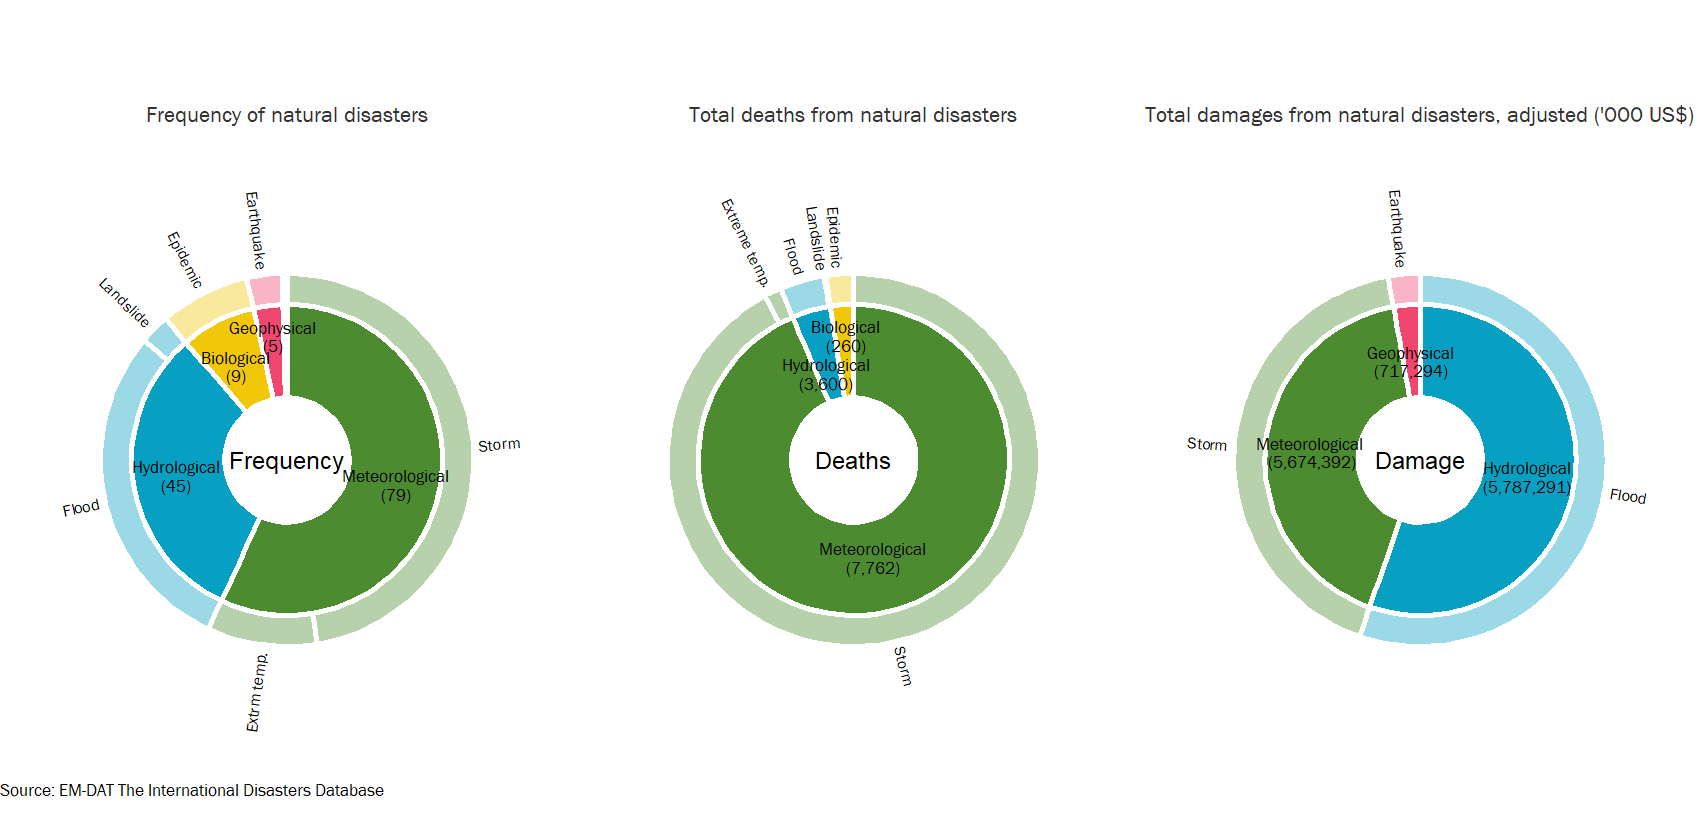 Frequency of natural disasters
Total deaths from natural disasters
Total damages from natural disasters, adjusted ('000 US$)
Earthquake
Epidemic
Landslide
Geophysical
(5)
Biological
(9)
Storm
Frequency
Hydrological
(45)
Meteorological
(79)
Flood
Extrm temp.
Extreme temp.
Flood
Landslide
Epidemic
Biological
(260)
Hydrological
(3,600)
Deaths
Meteorological
(7,762)
Storm
Earthquake
Geophysical
(717,294)
Storm
Meteorological
(5,674,392)
Damage
Hydrological
(5,787,291)
Flood
Source: EM-DAT The International Disasters Database